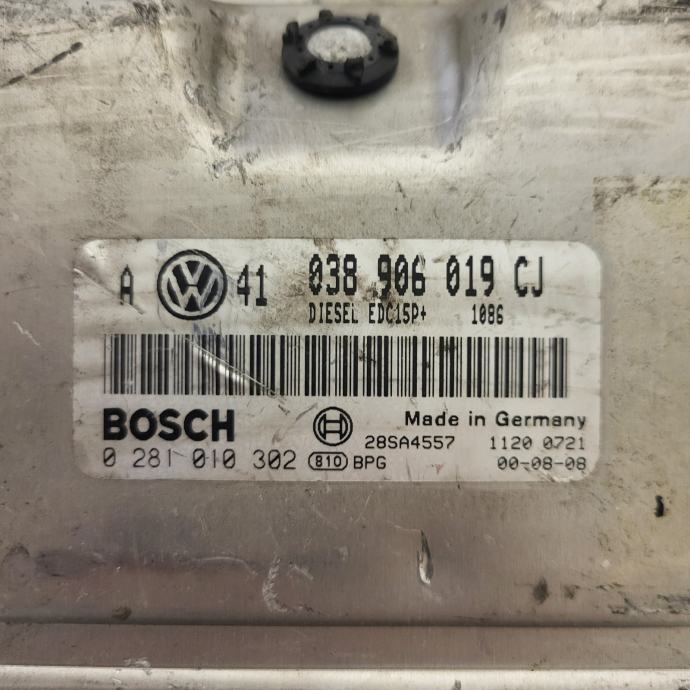 A VW 41 038 906 019 CJ
DIESEL EDC15P+ 1086
BOSCH Made in Germany
28SA4557 1120 0721
0 281 010 302 810 BPG 00-08-08